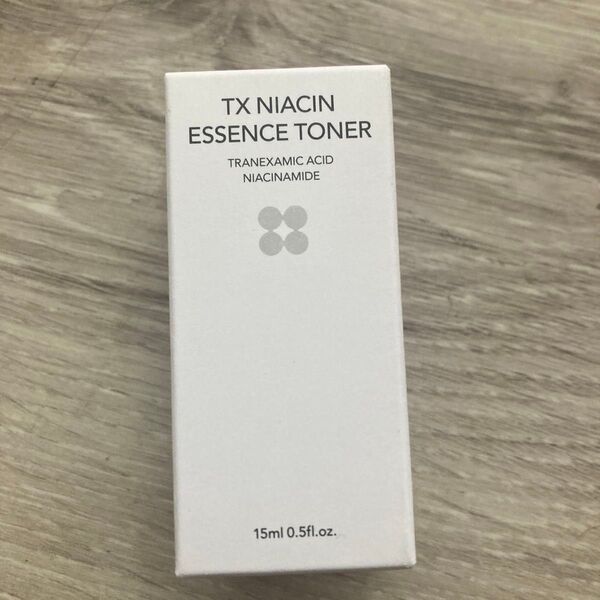 TX NIACIN
ESSENCE TONER
TRANEXAMIC ACID
NIACINAMIDE
15ml 0.5fl.oz.